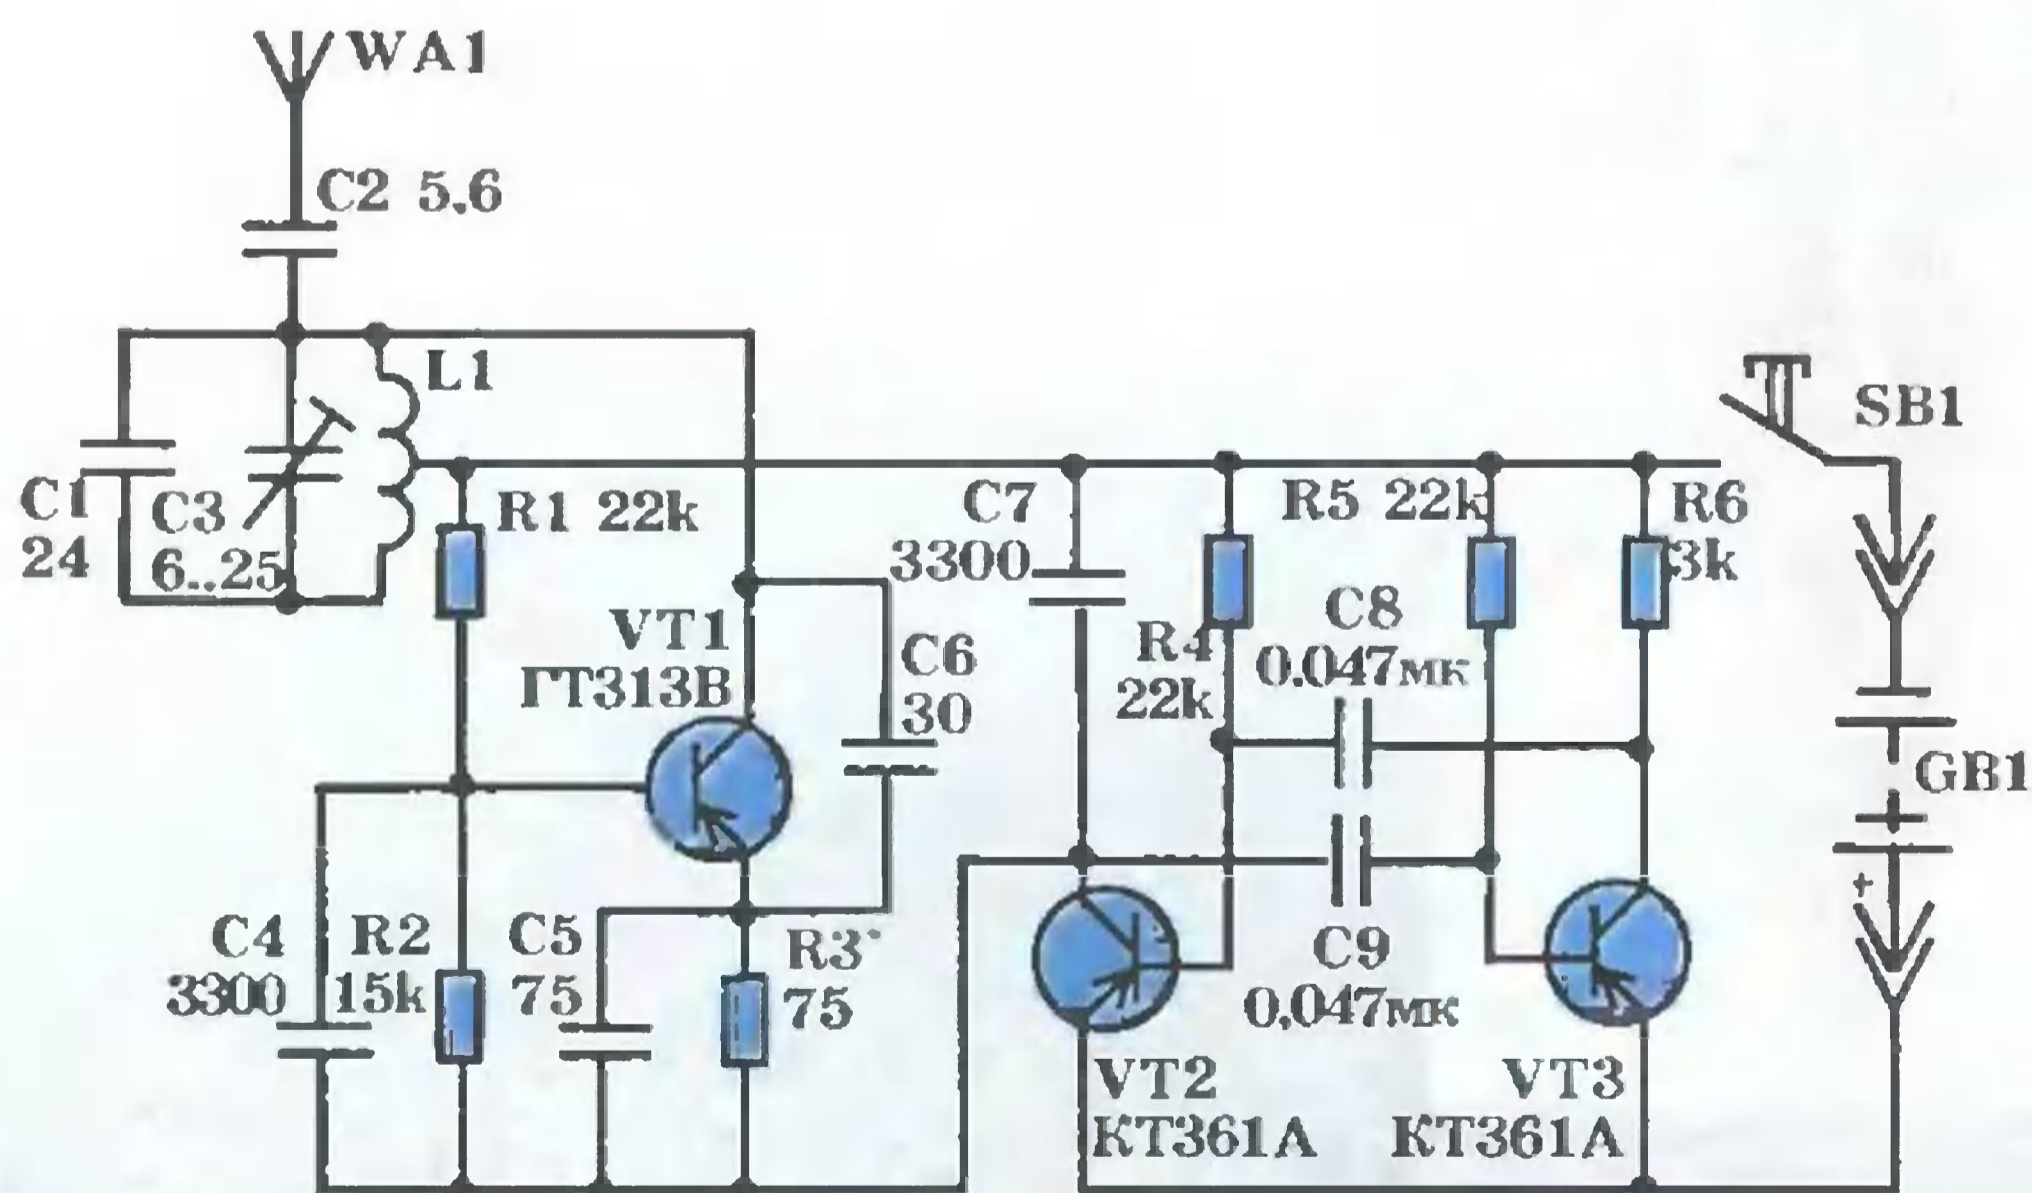 WA1
C2 5.6
L1
SB1
C1
24
C3
6..25
R1 22k
C7
3300
R5 22k
R6
3k
VT1
ГТ313В
C6
30
R4
22k
C8
0.047мк
GB1
+
C4
3300
R2
15k
C5
75
R3*
75
C9
0,047мк
VT2
КТ361А
VT3
КТ361А